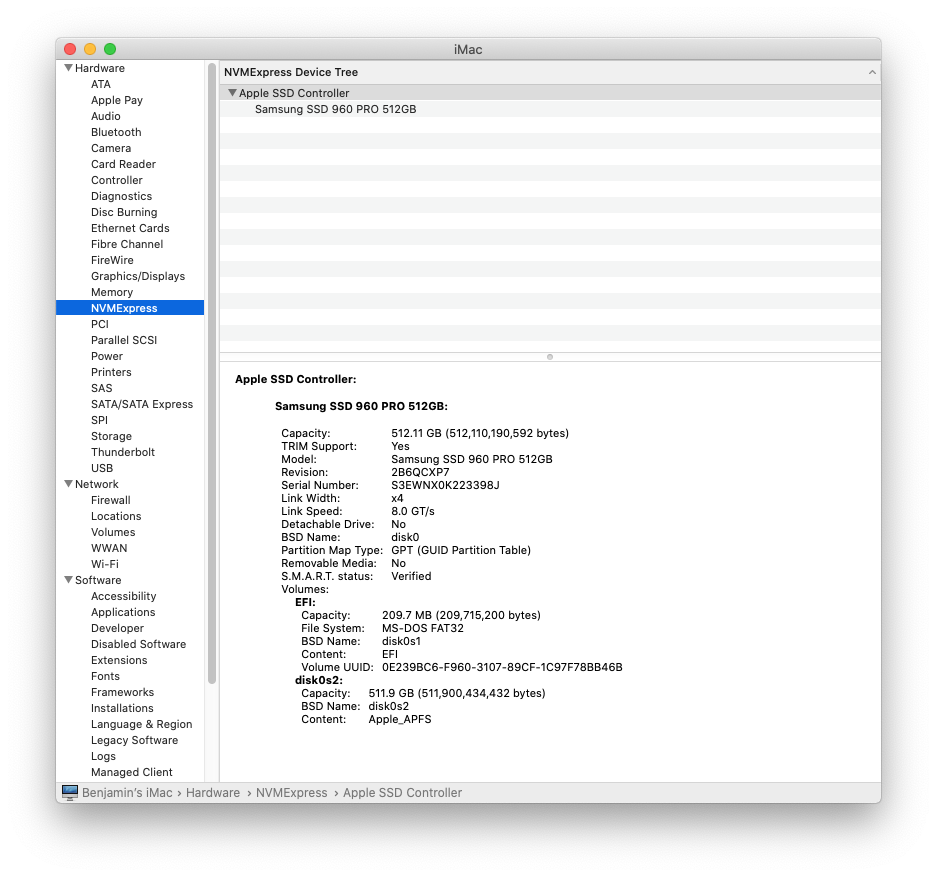 iMac
Hardware
ATA
Apple Pay
Audio
Bluetooth
Camera
Card Reader
Controller
Diagnostics
Disc Burning
Ethernet Cards
Fibre Channel
FireWire
Graphics/Displays
Memory
NVMExpress
PCI
Parallel SCSI
Power
Printers
SAS
SATA/SATA Express
SPI
Storage
Thunderbolt
USB
Network
Firewall
Locations
Volumes
WWAN
Wi-Fi
Software
Accessibility
Applications
Developer
Disabled Software
Extensions
Fonts
Frameworks
Installations
Language & Region
Legacy Software
Logs
Managed Client
NVMExpress Device Tree
Apple SSD Controller
Samsung SSD 960 PRO 512GB
Apple SSD Controller:
Samsung SSD 960 PRO 512GB:
Capacity: 512.11 GB (512,110,190,592 bytes)
TRIM Support: Yes
Model: Samsung SSD 960 PRO 512GB
Revision: 2B6QCXP7
Serial Number: S3EWNX0K223398J
Link Width: x4
Link Speed: 8.0 GT/s
Detachable Drive: No
BSD Name: disk0
Partition Map Type: GPT (GUID Partition Table)
Removable Media: No
S.M.A.R.T. status: Verified
Volumes:
EFI:
Capacity: 209.7 MB (209,715,200 bytes)
File System: MS-DOS FAT32
BSD Name: disk0s1
Content: EFI
Volume UUID: 0E239BC6-F960-3107-89CF-1C97F78BB46B
disk0s2:
Capacity: 511.9 GB (511,900,434,432 bytes)
BSD Name: disk0s2
Content: Apple_APFS
Benjamin's iMac › Hardware › NVMExpress › Apple SSD Controller